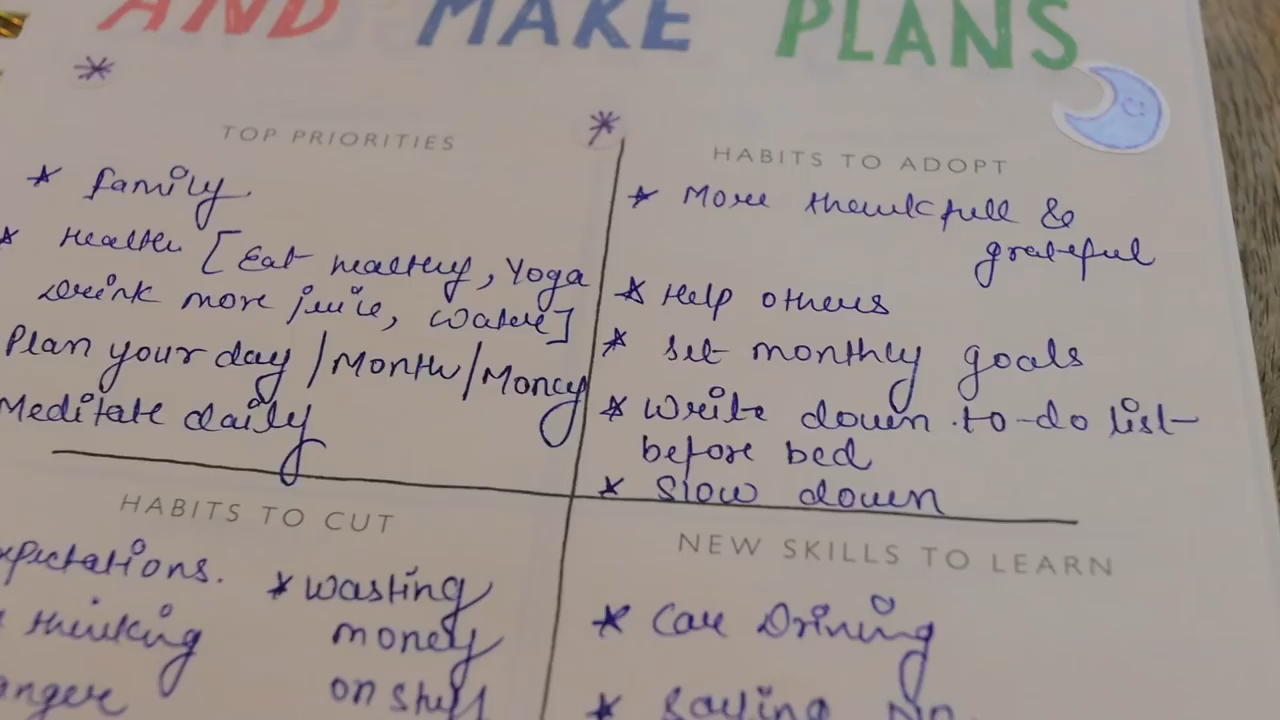 AND MAKE PLANS
TOP PRIORITIES
* family
* Health [Eat healthy, Yoga
Drink more juice, water]
Plan your day / Month / Money
Meditate daily
HABITS TO ADOPT
* More thankfull &
grateful
* Help others
* set monthly goals
* Write down to-do list
before bed
* Slow down
HABITS TO CUT
thinking
anger
* wasting
money
on stuff
NEW SKILLS TO LEARN
* Car Driving
* Saying No